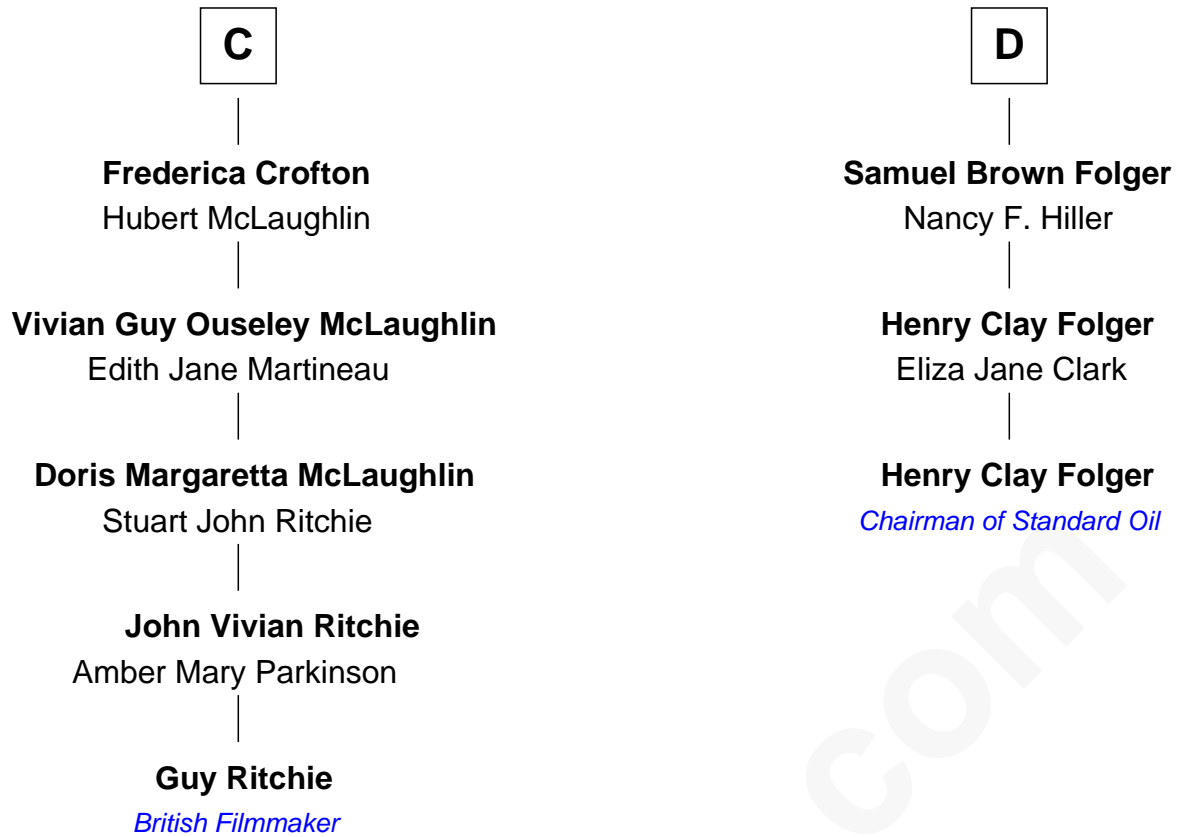 C
Frederica Crofton
Hubert McLaughlin
Vivian Guy Ouseley McLaughlin
Edith Jane Martineau
Doris Margaretta McLaughlin
Stuart John Ritchie
John Vivian Ritchie
Amber Mary Parkinson
Guy Ritchie
British Filmmaker
D
Samuel Brown Folger
Nancy F. Hiller
Henry Clay Folger
Eliza Jane Clark
Henry Clay Folger
Chairman of Standard Oil
com